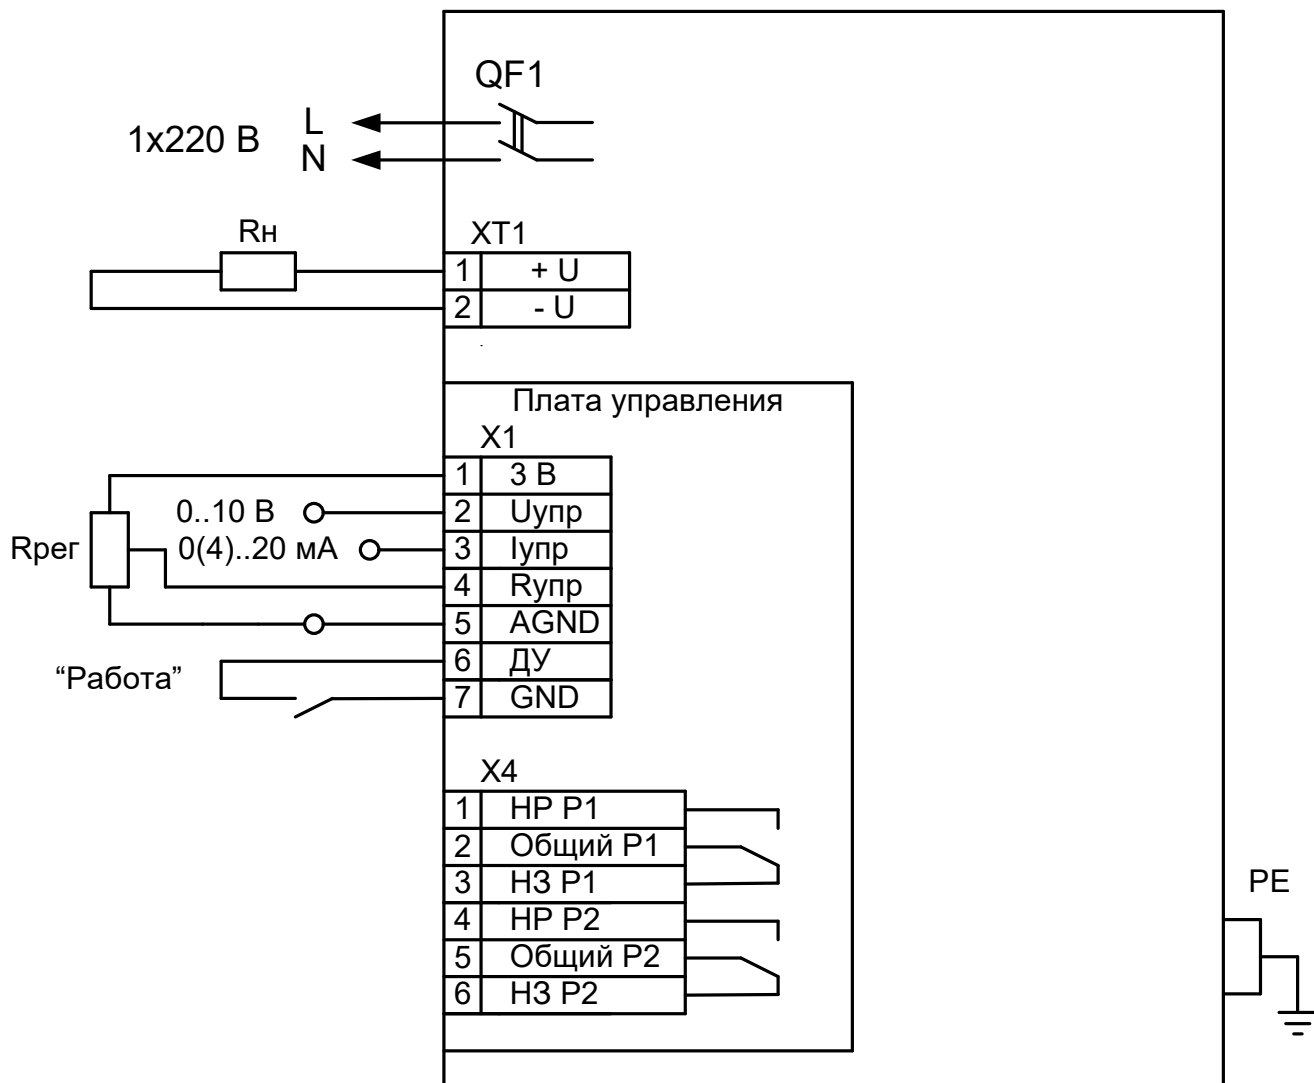 QF1
1x220 В
L
N
Rн
XT1
1 + U
2 - U
Плата управления
X1
1 3 В
0..10 В 2 Uупр
Rрег 0(4)..20 мА 3 Iупр
4 Rупр
5 AGND
“Работа” 6 ДУ
7 GND
X4
1 НР Р1
2 Общий Р1
3 НЗ Р1
4 НР Р2
5 Общий Р2
6 НЗ Р2
PE